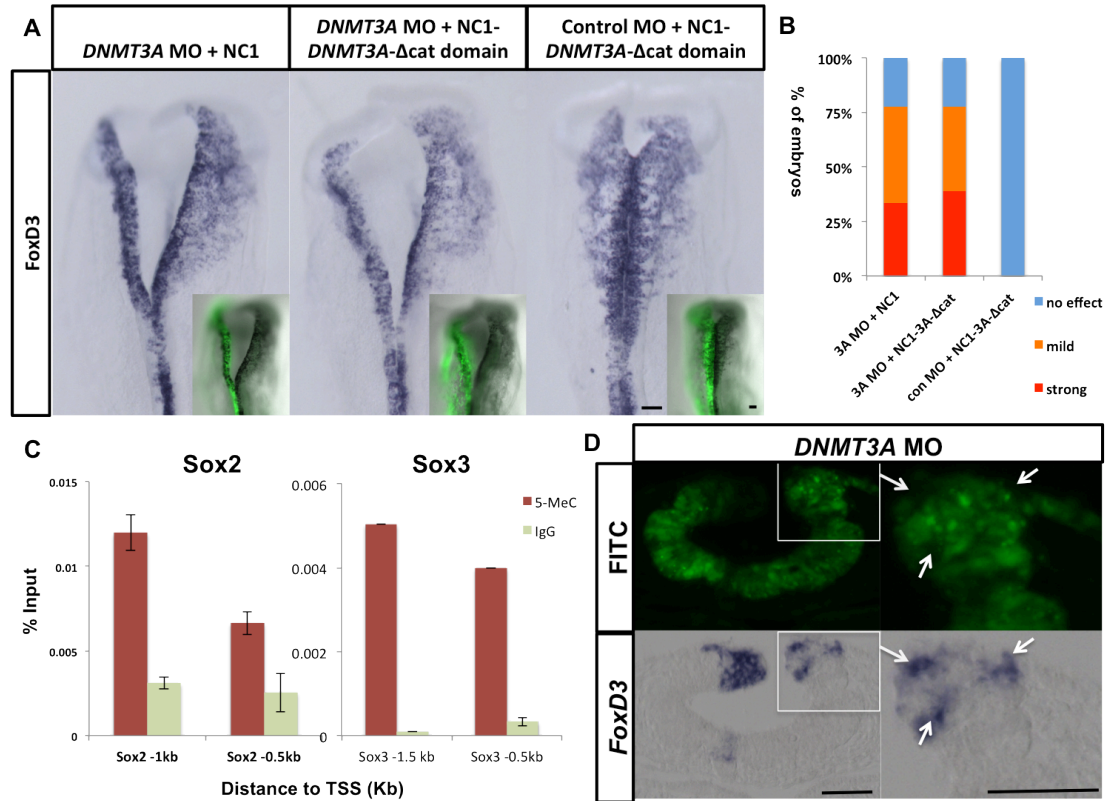 A
DNMT3A MO + NC1
DNMT3A MO + NC1-
DNMT3A-Δcat domain
Control MO + NC1-
DNMT3A-Δcat domain
FoxD3
B
% of embryos
100%
75%
50%
25%
0%
3A MO + NC1
3A MO + NC1-3A-Δcat
con MO + NC1-3A-Δcat
no effect
mild
strong
C
Sox2
% Input
0.015
0.01
0.005
0
Sox2 -1kb
Sox2 -0.5kb
Sox3
0.006
0.004
0.002
0
Sox3 -1.5 kb
Sox3 -0.5kb
5-MeC
IgG
Distance to TSS (Kb)
D
DNMT3A MO
FITC
FoxD3